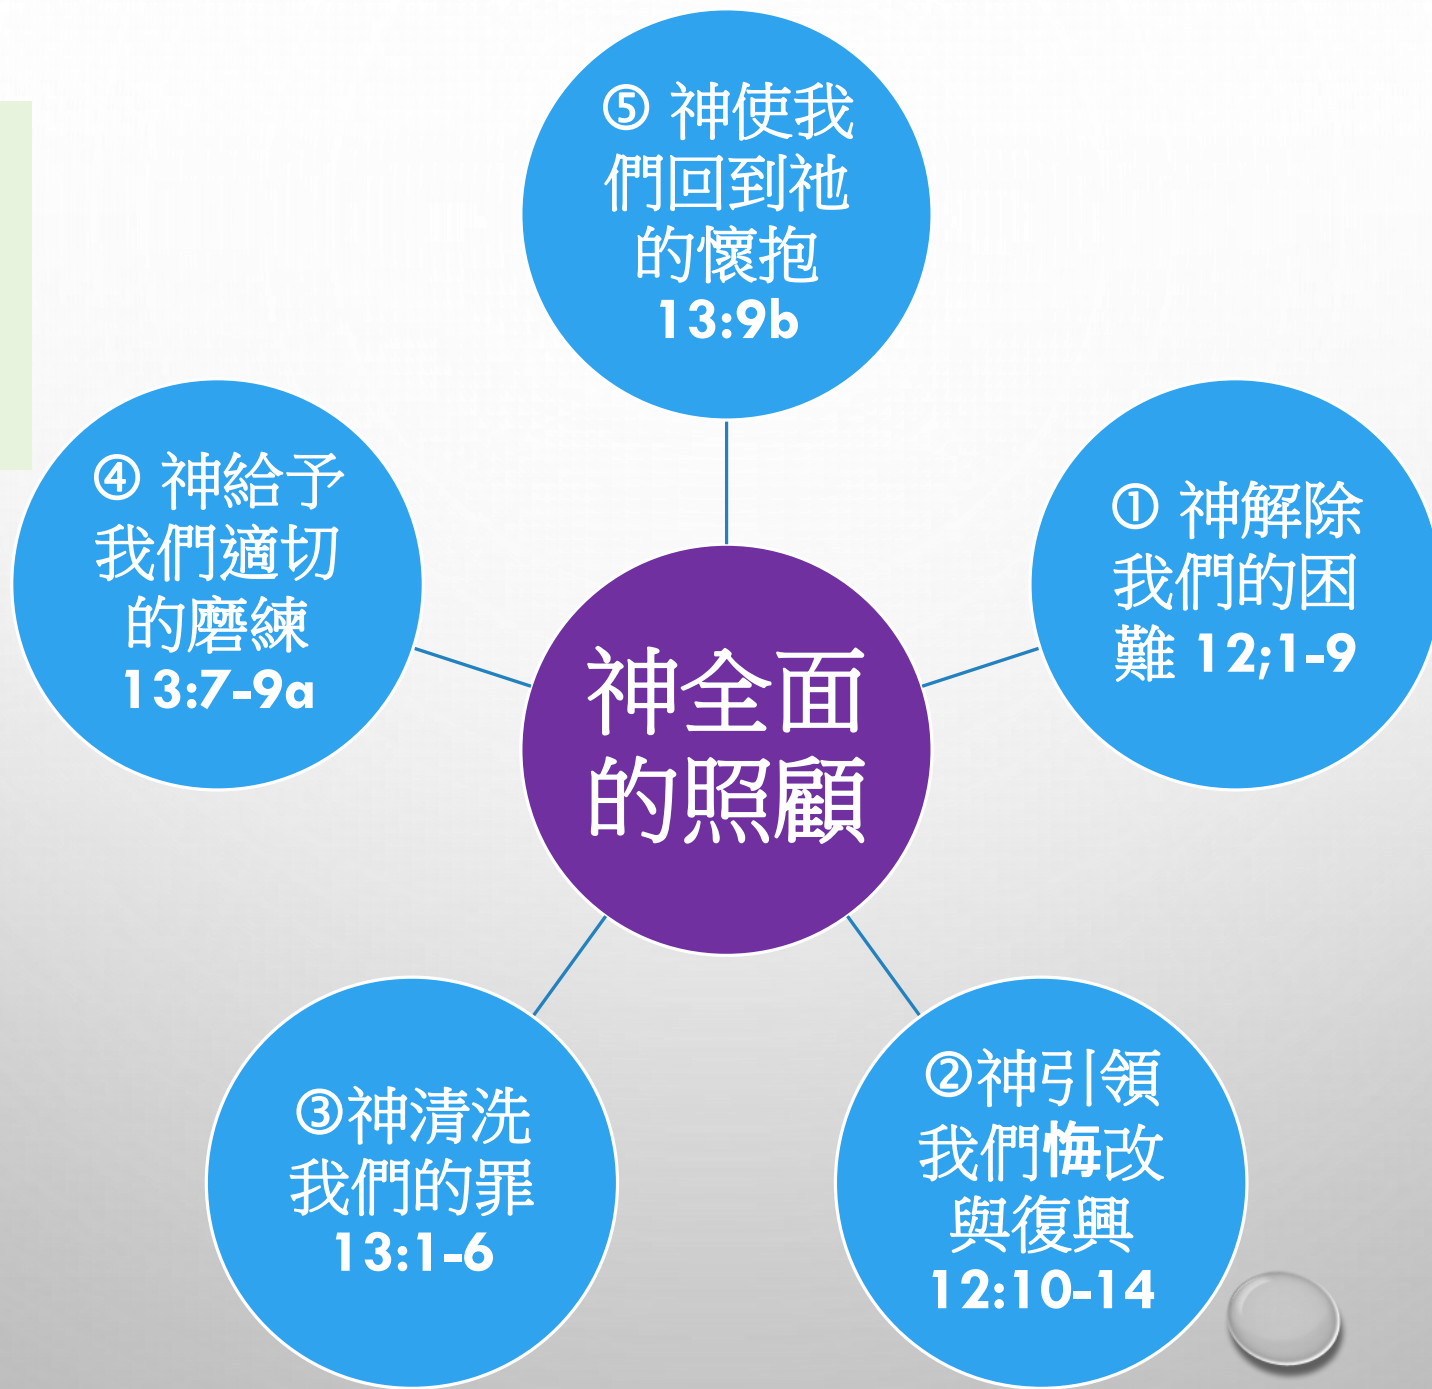 ⑤ 神使我
們回到祂
的懷抱
13:9b
④ 神給予
我們適切
的磨練
13:7-9a
① 神解除
我們的困
難 12;1-9
神全面
的照顧
③神清洗
我們的罪
13:1-6
②神引領
我們悔改
與復興
12:10-14